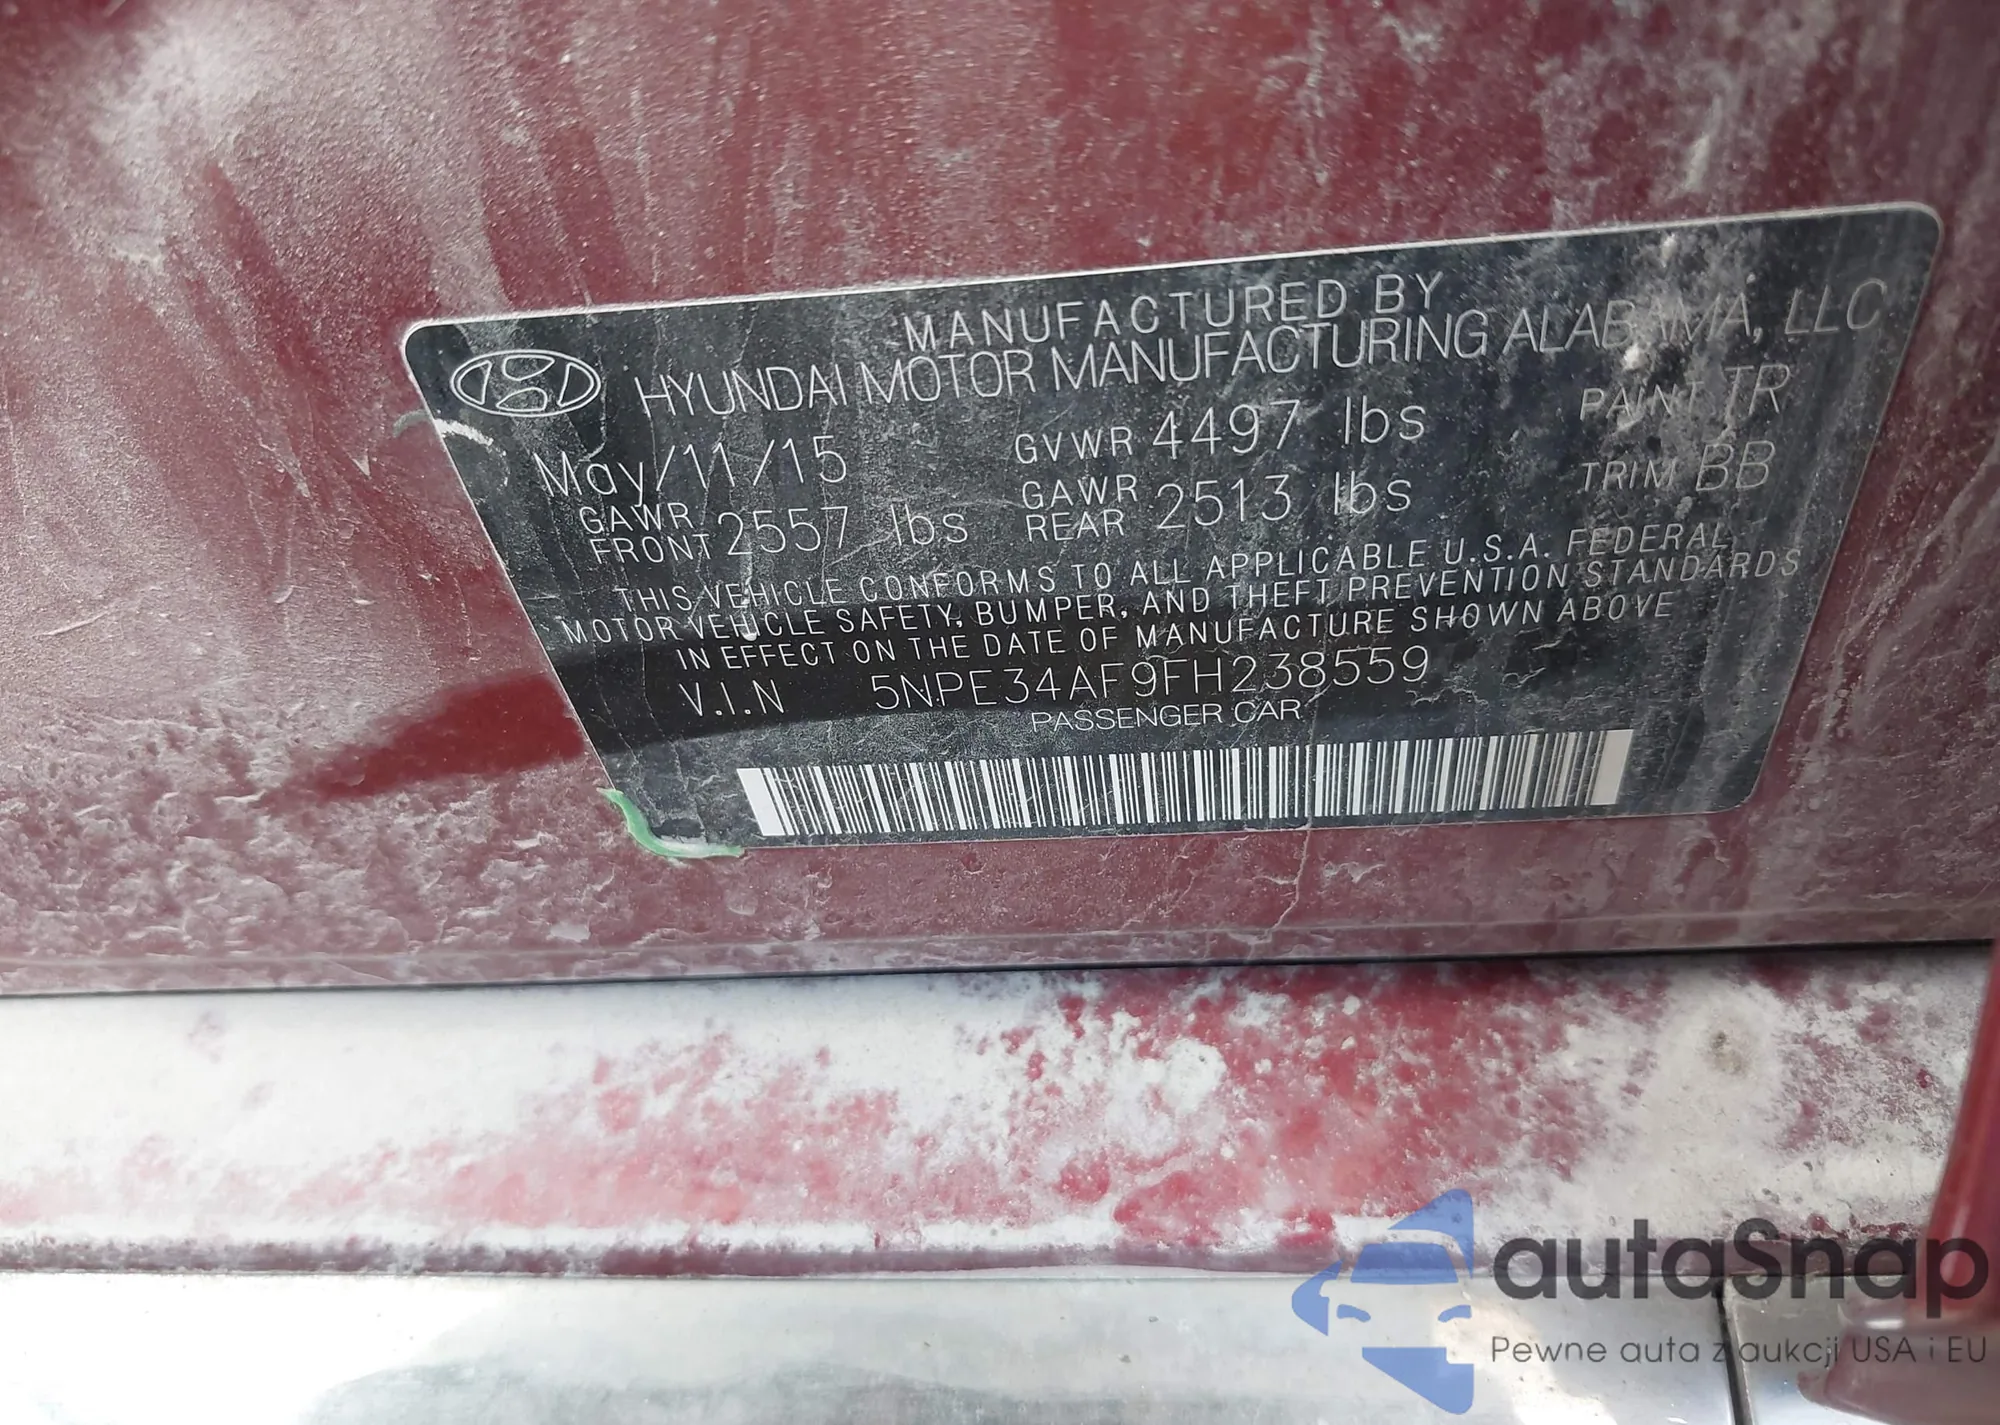 MANUFACTURED BY
HYUNDAI MOTOR MANUFACTURING ALABAMA, LLC
May/11/15 GVWR 4497 lbs PAINT TR
GAWR FRONT 2557 lbs GAWR REAR 2513 lbs TRIM BB
THIS VEHICLE CONFORMS TO ALL APPLICABLE U.S.A. FEDERAL
MOTOR VEHICLE SAFETY, BUMPER, AND THEFT PREVENTION STANDARDS
IN EFFECT ON THE DATE OF MANUFACTURE SHOWN ABOVE
V.I.N 5NPE34AF9FH238559
PASSENGER CAR
autaSnap
Pewne auta z aukcji USA i EU